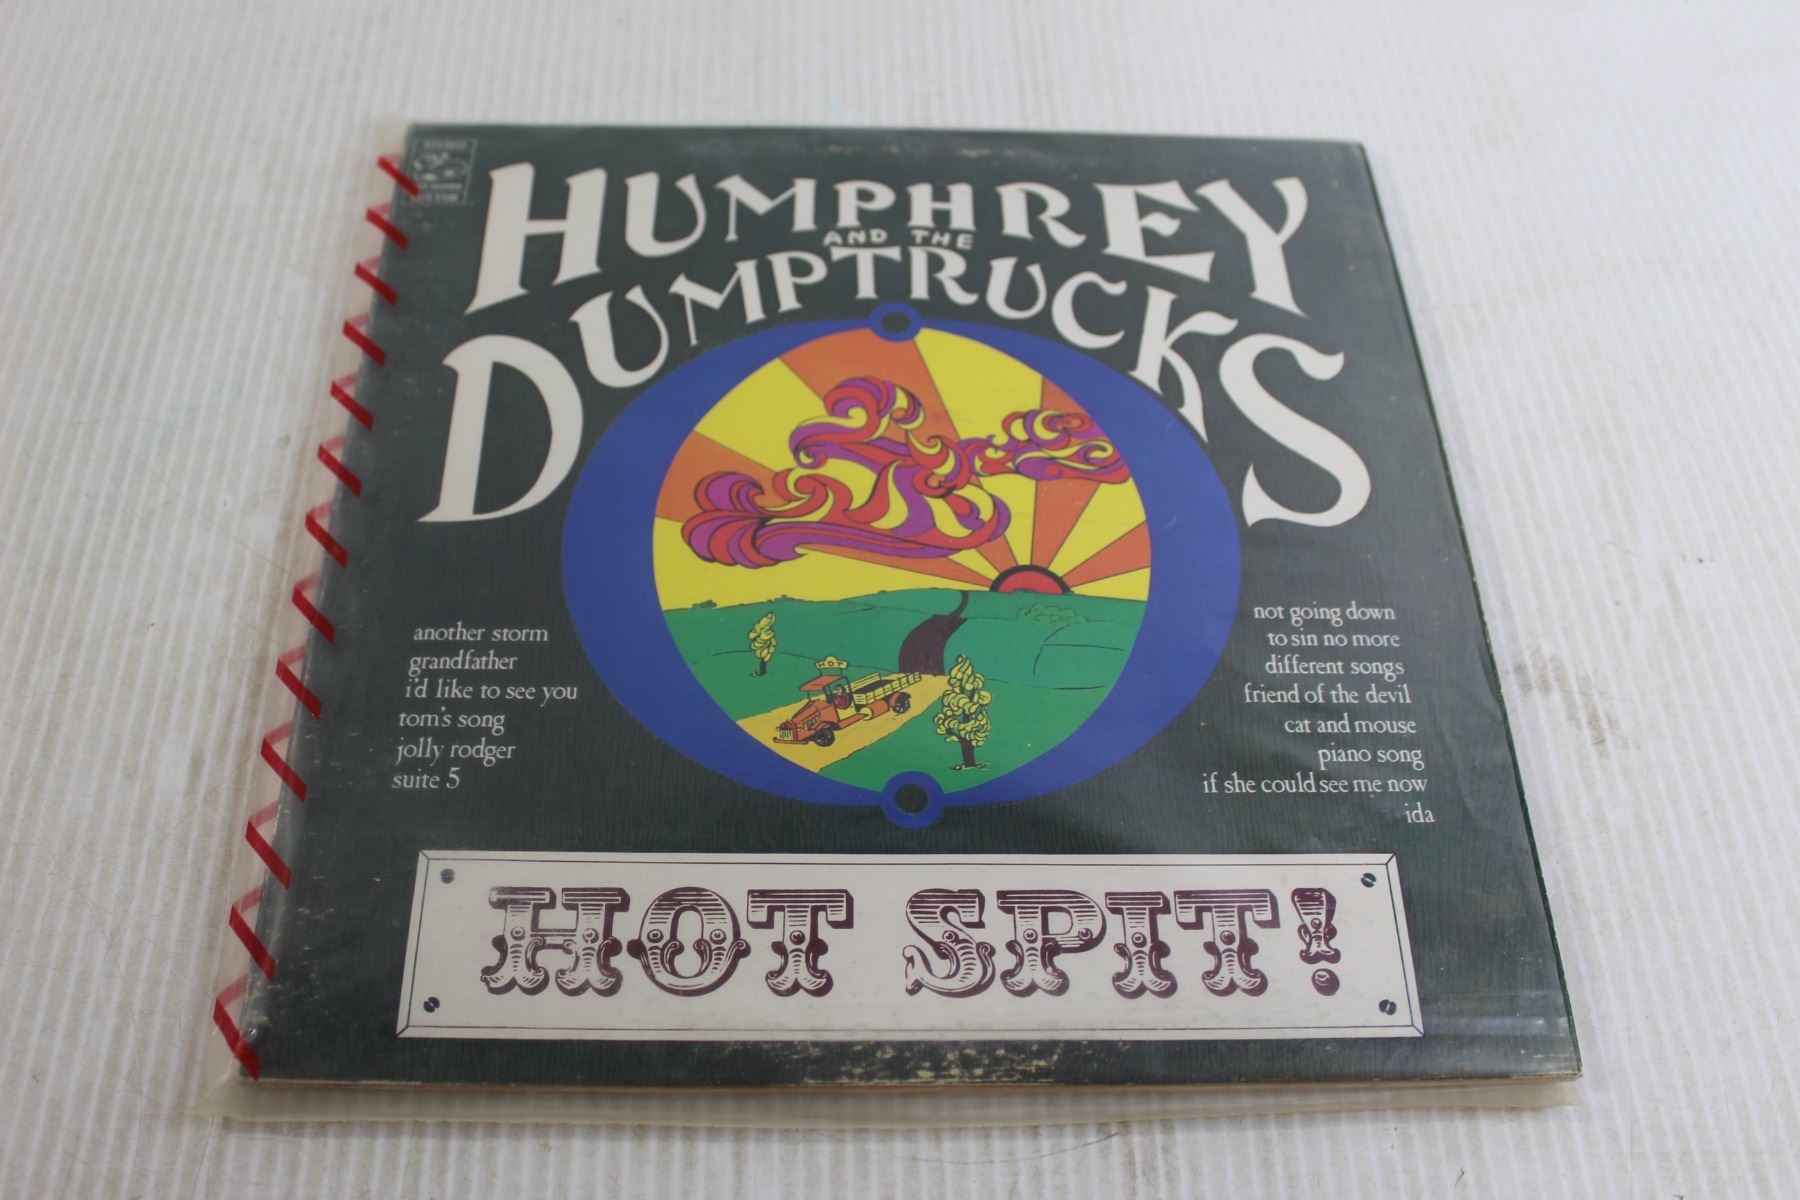 STEREO
HUMPHREY
AND THE
DUMPTRUCKS
HOT
another storm
grandfather
i'd like to see you
tom's song
jolly rodger
suite 5
not going down
to sin no more
different songs
friend of the devil
cat and mouse
piano song
if she could see me now
ida
HOT SPIT!